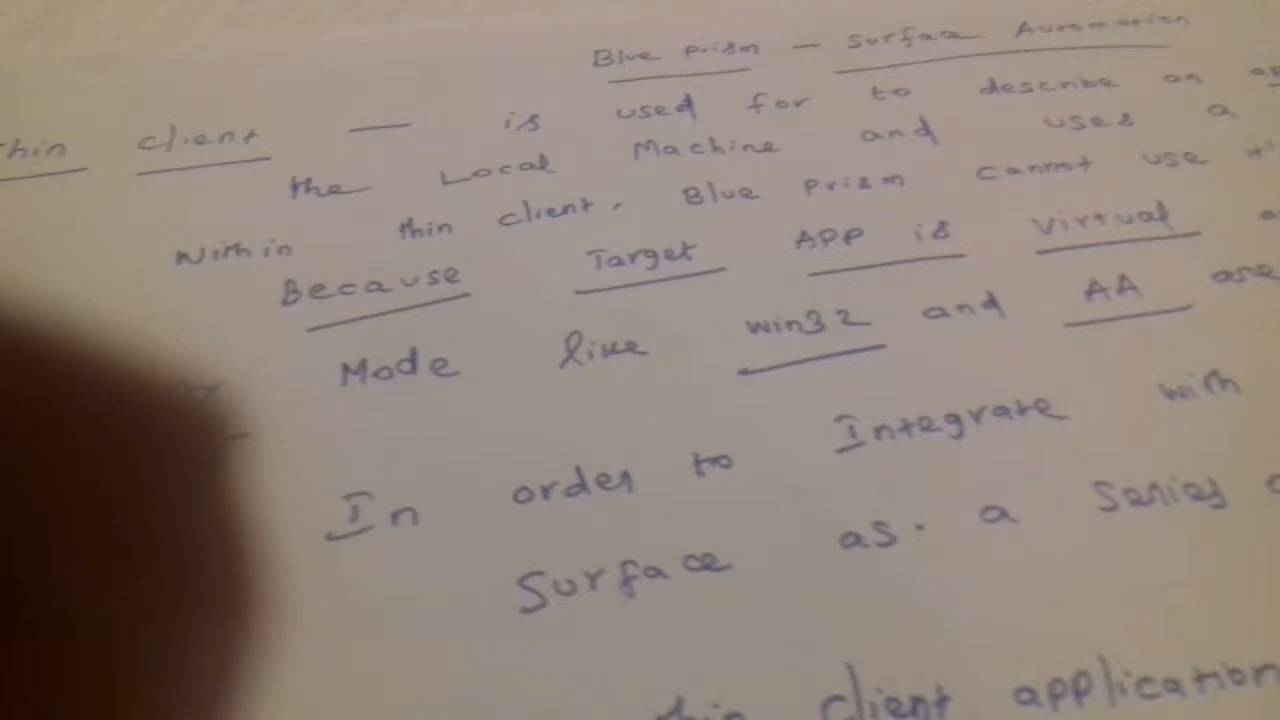 Blue Prism — Surface Automation
Thin client — is used for to describe an
the Local Machine and uses a
within thin client. Blue Prism cannot use
Because Target APP is Virtual
Mode like win32 and AA are
In order to Integrate with
Surface as. a Series
thin client application